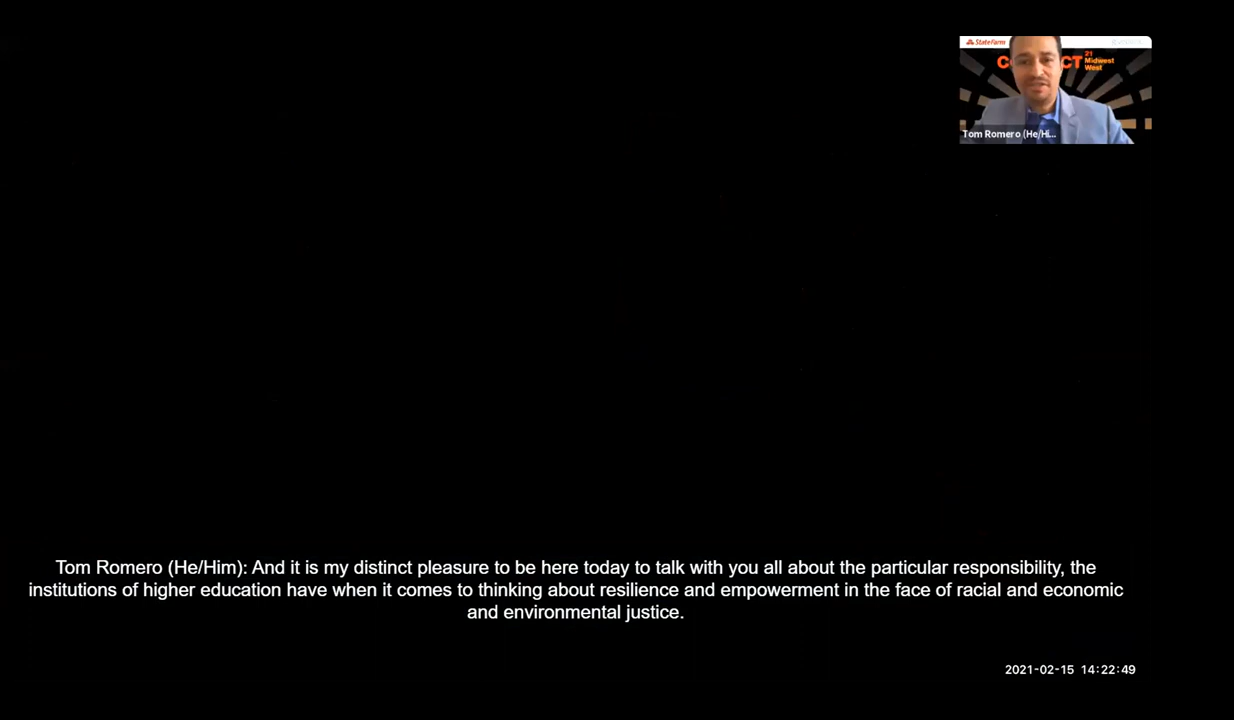 StateFarm
21
C CT Midwest
West
Tom Romero (He/Hi...
Tom Romero (He/Him): And it is my distinct pleasure to be here today to talk with you all about the particular responsibility, the
institutions of higher education have when it comes to thinking about resilience and empowerment in the face of racial and economic
and environmental justice.
2021-02-15 14:22:49